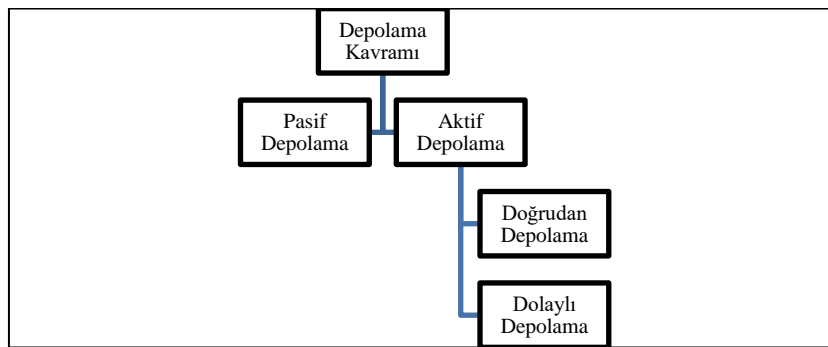 Depolama
Kavramı
Pasif
Depolama
Aktif
Depolama
Doğrudan
Depolama
Dolaylı
Depolama